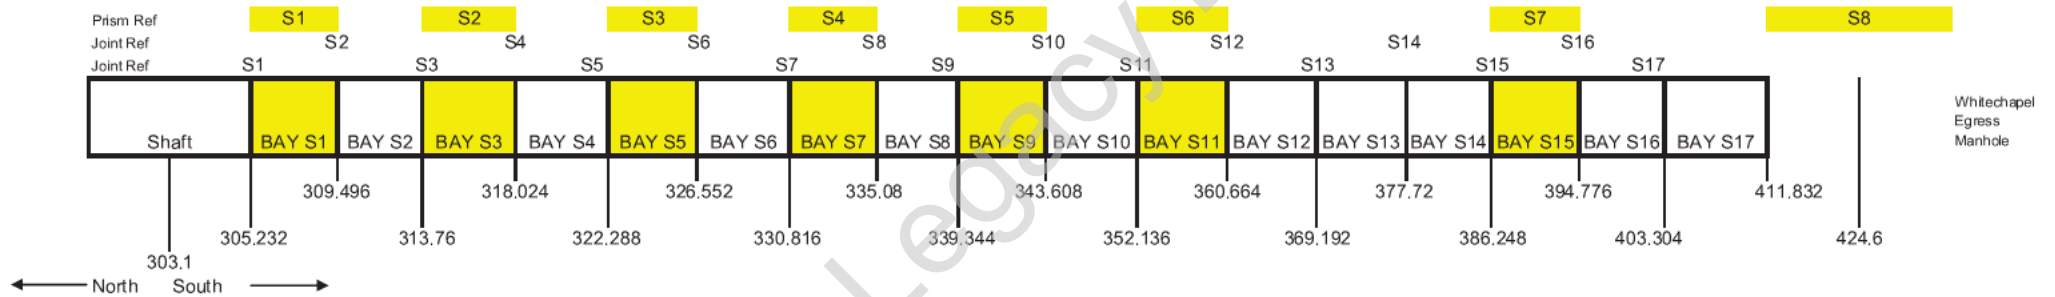 Prism Ref S1 S2 S3 S4 S5 S6 S7 S8
Joint Ref S2 S4 S6 S8 S10 S12 S14 S16
Joint Ref S1 S3 S5 S7 S9 S11 S13 S15 S17
Whitechapel
Egress
Manhole
Shaft BAY S1 BAY S2 BAY S3 BAY S4 BAY S5 BAY S6 BAY S7 BAY S8 BAY S9 BAY S10 BAY S11 BAY S12 BAY S13 BAY S14 BAY S15 BAY S16 BAY S17
309.496 318.024 326.552 335.08 343.608 360.664 377.72 394.776 411.832
305.232 313.76 322.288 330.816 339.344 352.136 369.192 386.248 403.304 424.6
303.1
North South
Legacy